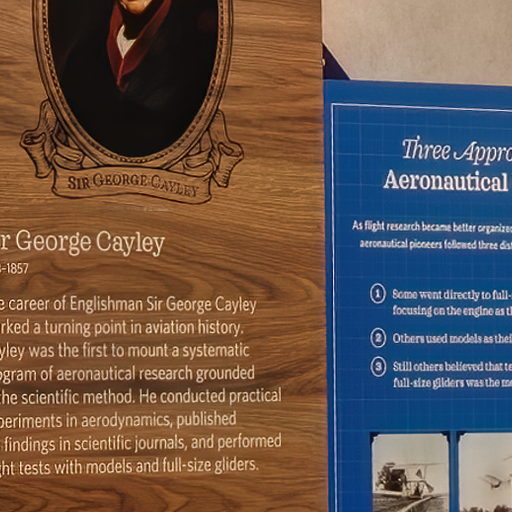 SIR GEORGE CAYLEY
r George Cayley
-1857
e career of Englishman Sir George Cayley
rked a turning point in aviation history.
yley was the first to mount a systematic
ogram of aeronautical research grounded
the scientific method. He conducted practical
periments in aerodynamics, published
findings in scientific journals, and performed
ght tests with models and full-size gliders.
Three Appro
Aeronautical
As flight research became better organized
aeronautical pioneers followed three dist
1 Some went directly to full-
focusing on the engine as th
2 Others used models as thei
3 Still others believed that te
full-size gliders was the mo